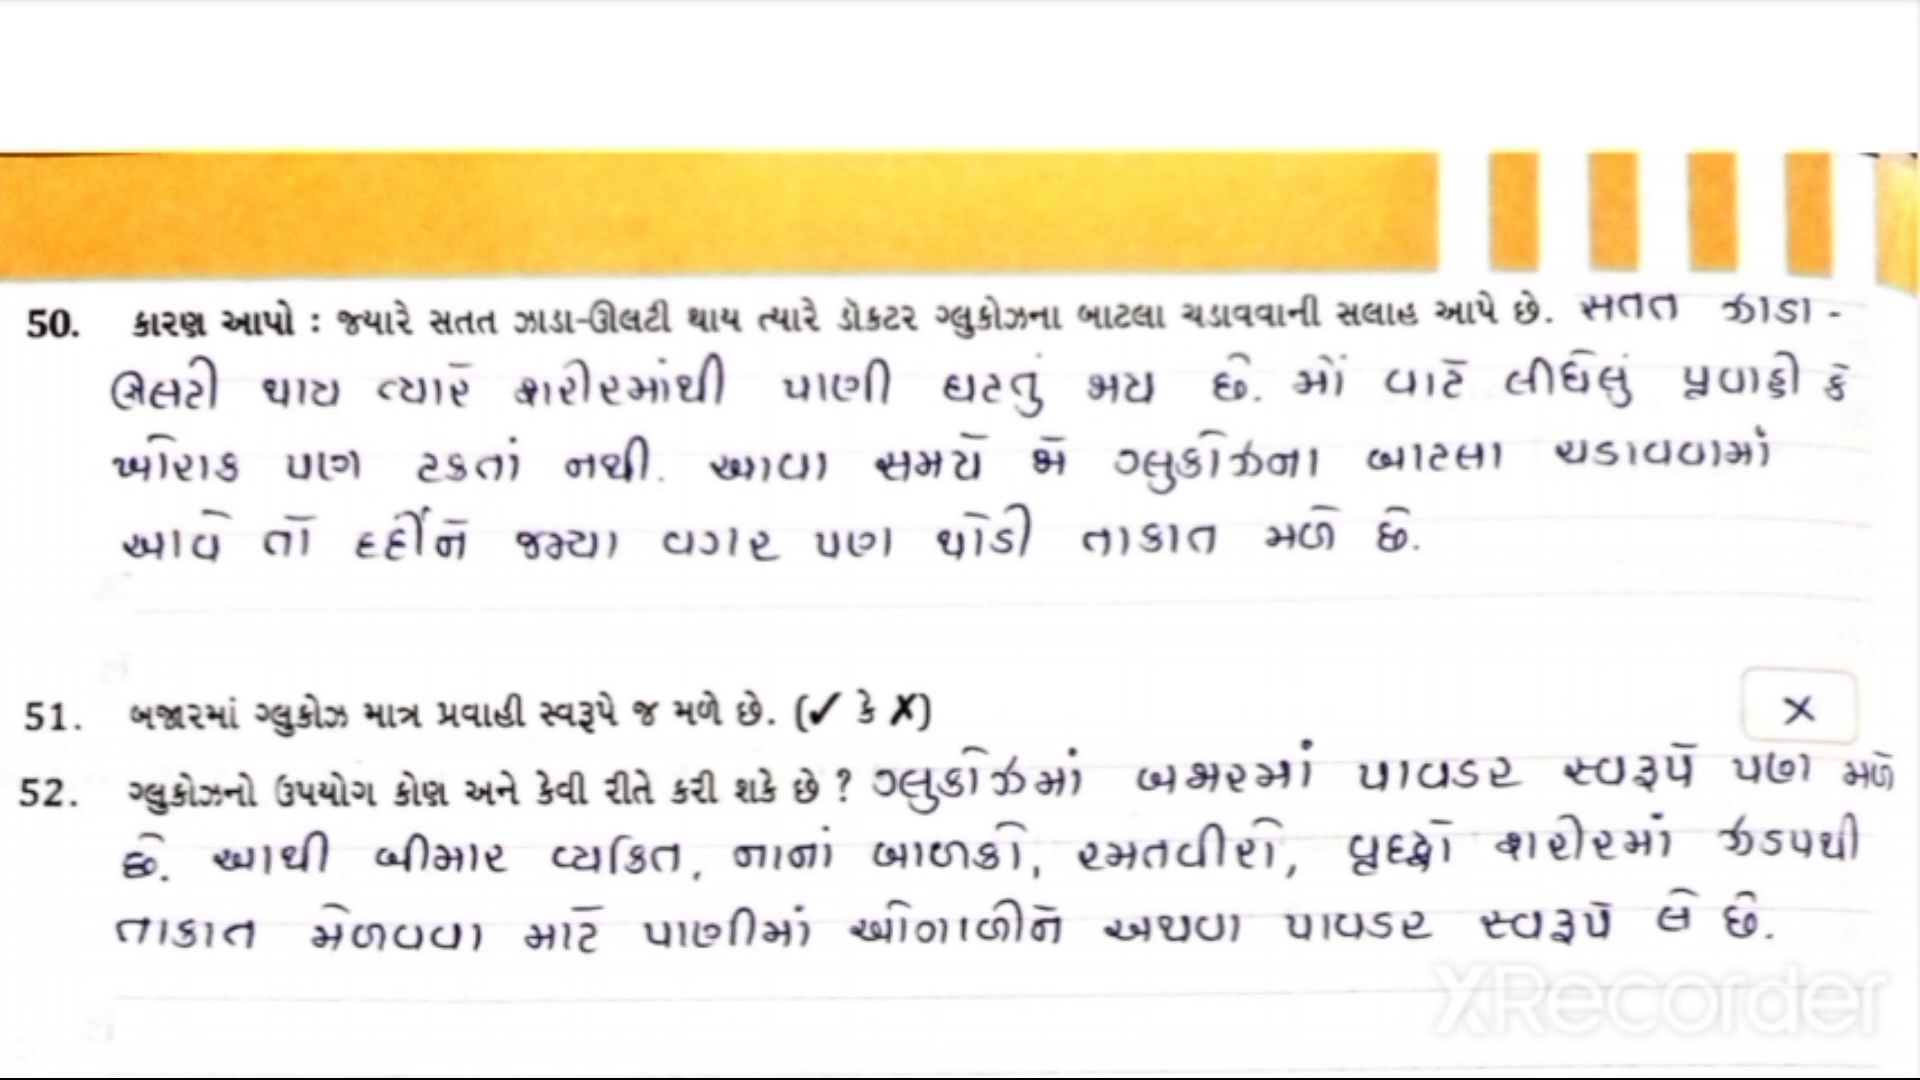 50. કારણ આપો : જ્યારે સતત ઝાડા-ઊલટી થાય ત્યારે ડૉકટર ગ્લુકોઝના બાટલા ચડાવવાની સલાહ આપે છે. સતત ઝાડા -
ઊલટી થાય ત્યારે શરીરમાંથી પાણી ઘટતું જાય છે. મોં વાટે લીધેલું પ્રવાહી કે
ખોરાક પણ ટકતાં નથી. આવા સમયે જો ગ્લુકોઝના બાટલા ચડાવવામાં
આવે તો દર્દીને જમ્યા વગર પણ થોડી તાકાત મળે છે.
51. બજારમાં ગ્લુકોઝ માત્ર પ્રવાહી સ્વરૂપે જ મળે છે. (✓ કે ✗) ×
52. ગ્લુકોઝનો ઉપયોગ કોણ અને કેવી રીતે કરી શકે છે ? ગ્લુકોઝમાં બજારમાં પાવડર સ્વરૂપે પણ મળે
છે. આથી બીમાર વ્યકિત, નાનાં બાળકો, રમતવીરો, વૃદ્ધો શરીરમાં ઝડપથી
તાકાત મેળવવા માટે પાણીમાં ઓગાળીને અથવા પાવડર સ્વરૂપે લે છે.
XRecorder